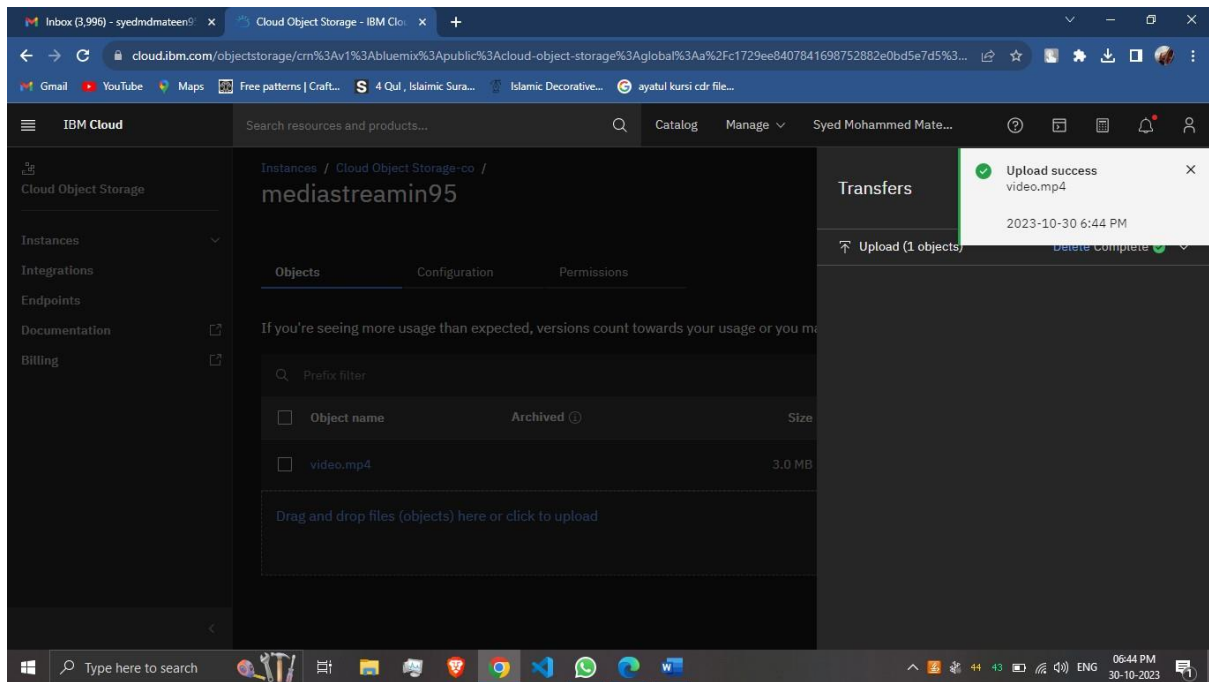 Inbox (3,996) - syedmdmateen9
Cloud Object Storage - IBM Clou
cloud.ibm.com/objectstorage/crn%3Av1%3Abluemix%3Apublic%3Acloud-object-storage%3Aglobal%3Aa%2Fc1729ee8407841698752882e0bd5e7d5%3...
Gmail YouTube Maps Free patterns | Craft... 4 Qul , Islaimic Sura... Islamic Decorative... ayatul kursi cdr file...
IBM Cloud Search resources and products... Catalog Manage Syed Mohammed Mate...
Cloud Object Storage
Instances
Integrations
Endpoints
Documentation
Billing
Instances / Cloud Object Storage-co /
mediastreamin95
Objects Configuration Permissions
If you're seeing more usage than expected, versions count towards your usage or you ma
Prefix filter
Object name Archived Size
video.mp4 3.0 MB
Drag and drop files (objects) here or click to upload
Transfers
Upload (1 objects) Delete Complete
Upload success
video.mp4
2023-10-30 6:44 PM
Type here to search
44 43 ENG 06:44 PM
30-10-2023
1